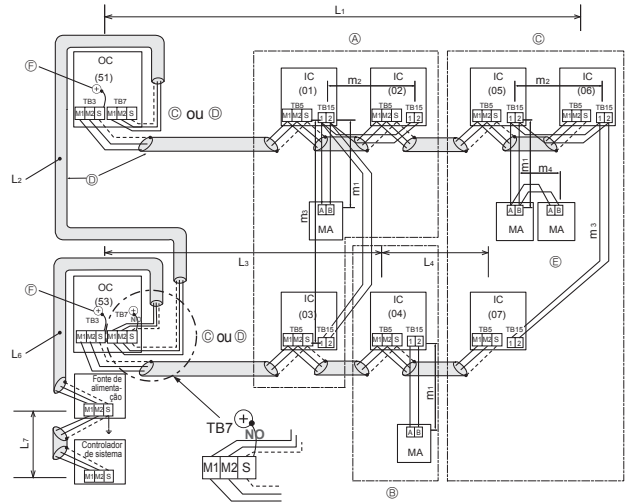 L1
Ⓐ
Ⓒ
OC
(51)
Ⓕ
TB3 TB7
M1 M2 S M1 M2 S
Ⓒ ou Ⓓ
IC
(01)
TB5 TB15
M1 M2 S 1 2
m2
IC
(02)
TB5 TB15
M1 M2 S 1 2
IC
(05)
TB5 TB15
M1 M2 S 1 2
m2
IC
(06)
TB5 TB15
M1 M2 S 1 2
L2
Ⓓ
m3
m1
A B
MA
m1
m4
A B
MA
A B
MA
m3
Ⓔ
L3
L4
Ⓕ
OC
(53)
TB3 TB7
NO
M1 M2 S M1 M2 S
Ⓒ ou Ⓓ
IC
(03)
TB5 TB15
M1 M2 S 1 2
IC
(04)
TB5 TB15
M1 M2 S 1 2
IC
(07)
TB5 TB15
M1 M2 S 1 2
L6
Fonte de
alimenta-
ção
M1 M2 S
L7
Controlador
de sistema
M1 M2 S
TB7
NO
M1 M2 S
m1
A B
MA
Ⓑ